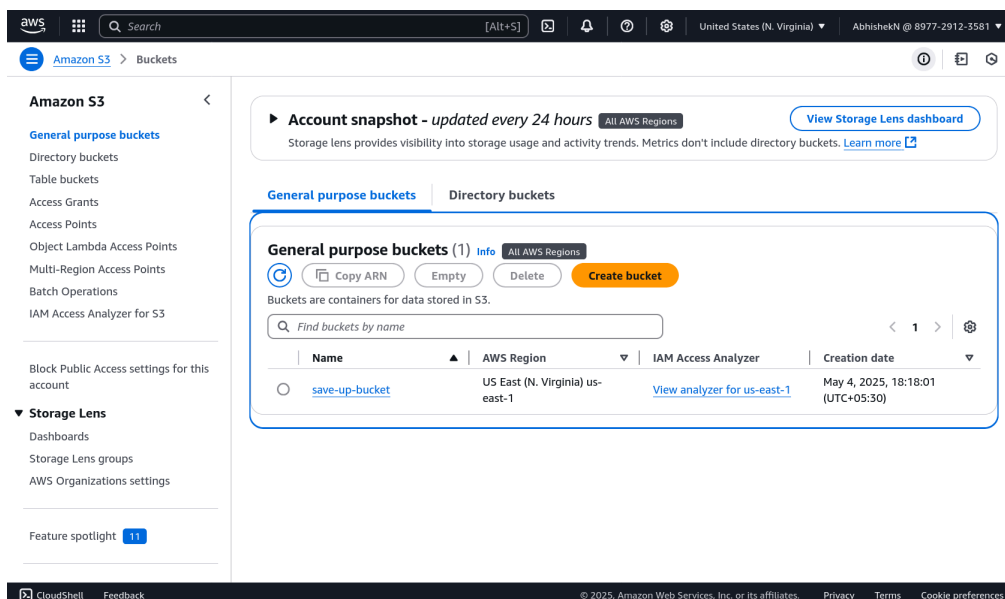 aws
Search [Alt+S] United States (N. Virginia) ▼ AbhishekN @ 8977-2912-3581 ▼
Amazon S3 > Buckets
Amazon S3
General purpose buckets
Directory buckets
Table buckets
Access Grants
Access Points
Object Lambda Access Points
Multi-Region Access Points
Batch Operations
IAM Access Analyzer for S3
Block Public Access settings for this
account
Storage Lens
Dashboards
Storage Lens groups
AWS Organizations settings
Feature spotlight 11
Account snapshot - updated every 24 hours All AWS Regions
View Storage Lens dashboard
Storage lens provides visibility into storage usage and activity trends. Metrics don't include directory buckets. Learn more
General purpose buckets Directory buckets
General purpose buckets (1) Info All AWS Regions
Copy ARN Empty Delete Create bucket
Buckets are containers for data stored in S3.
Find buckets by name
1
Name AWS Region IAM Access Analyzer Creation date
save-up-bucket US East (N. Virginia) us-
east-1 View analyzer for us-east-1 May 4, 2025, 18:18:01
(UTC+05:30)
CloudShell Feedback © 2025, Amazon Web Services, Inc. or its affiliates. Privacy Terms Cookie preferences